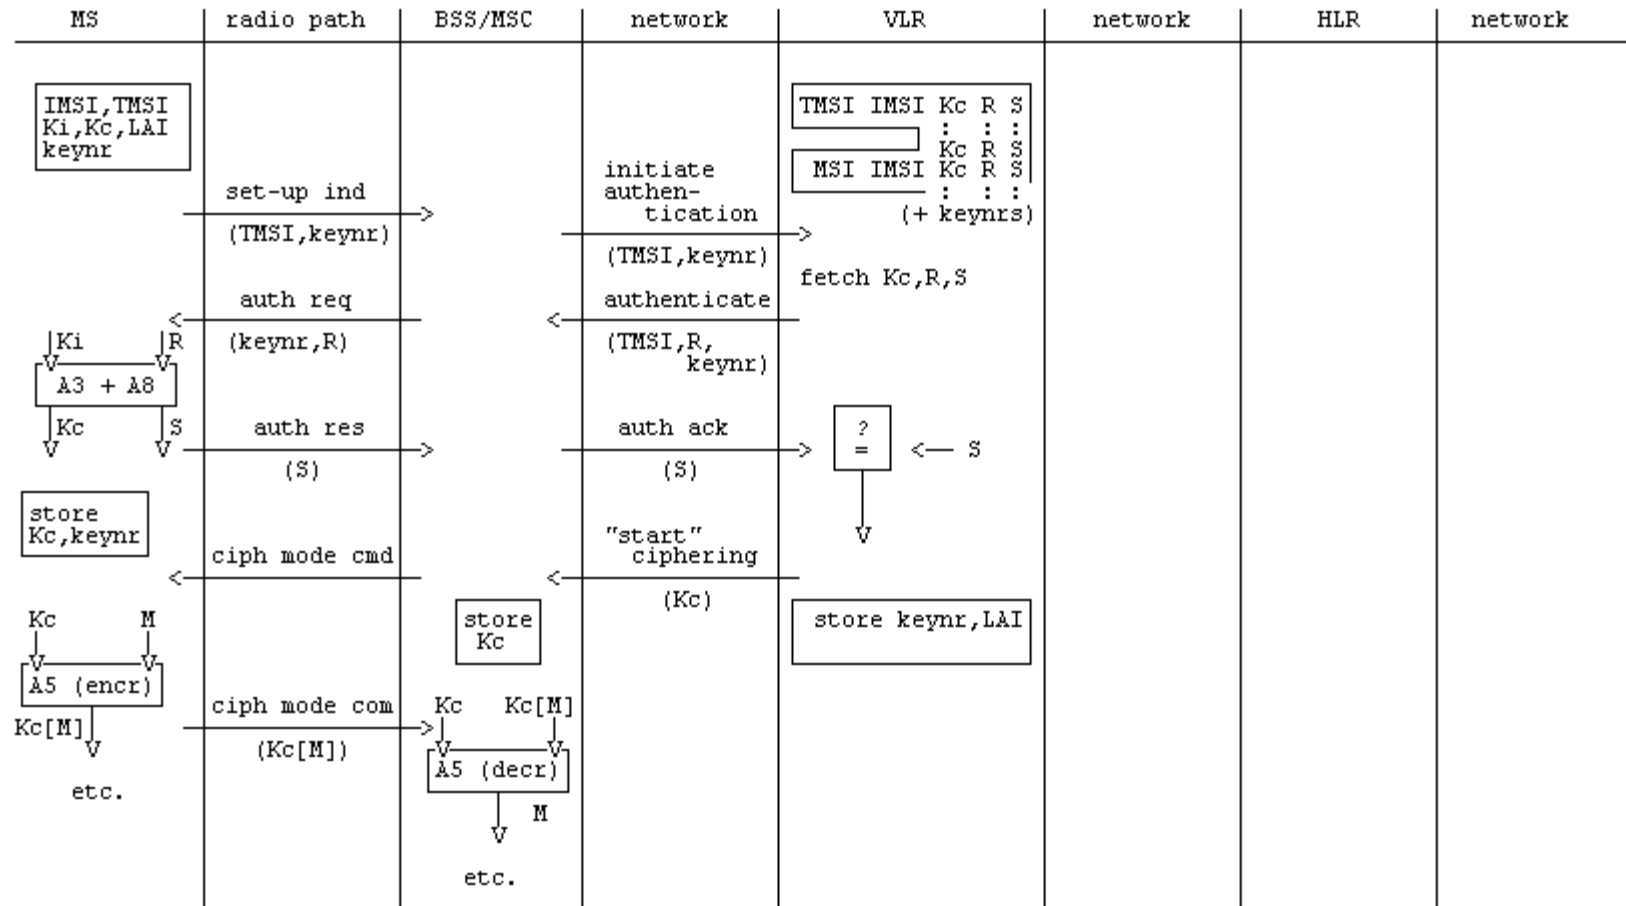 MS radio path BSS/MSC network VLR network HLR network
IMSI,TMSI
Ki,Kc,LAI
keynr
TMSI IMSI Kc R S
: : :
Kc R S
MSI IMSI Kc R S
: : :
(+ keynrs)
set-up ind
(TMSI,keynr)
initiate
authen-
tication
(TMSI,keynr)
fetch Kc,R,S
auth req
(keynr,R)
authenticate
(TMSI,R,
keynr)
Ki R
A3 + A8
Kc S
auth res
(S)
auth ack
(S)
?
=
S
store
Kc,keynr
ciph mode cmd
"start"
ciphering
(Kc)
store
Kc
store keynr,LAI
Kc M
A5 (encr)
Kc[M]
etc.
ciph mode com
(Kc[M])
Kc Kc[M]
A5 (decr)
M
etc.